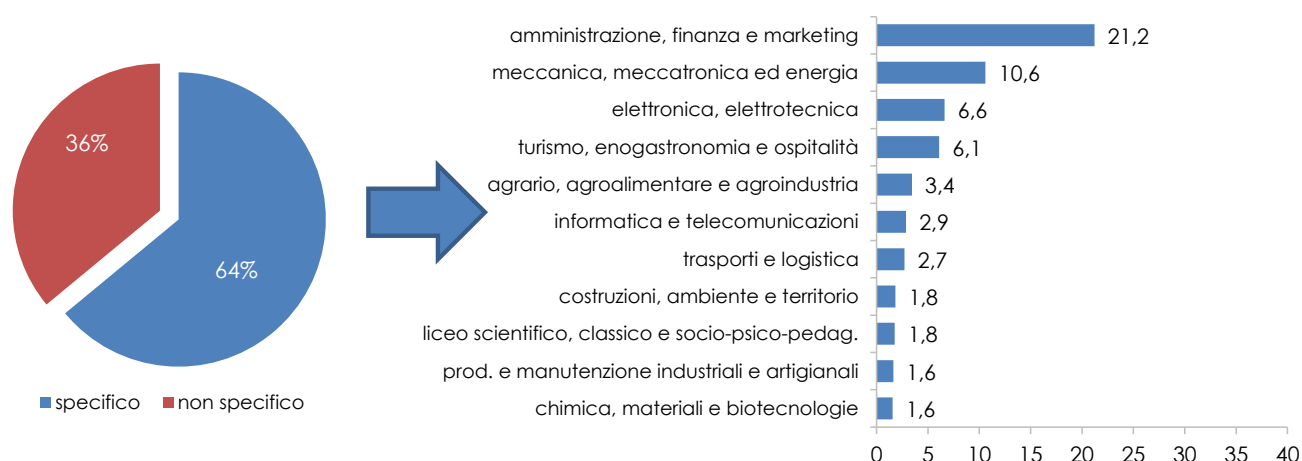 36%
64%
specifico
non specifico
amministrazione, finanza e marketing 21,2
meccanica, meccatronica ed energia 10,6
elettronica, elettrotecnica 6,6
turismo, enogastronomia e ospitalità 6,1
agrario, agroalimentare e agroindustria 3,4
informatica e telecomunicazioni 2,9
trasporti e logistica 2,7
costruzioni, ambiente e territorio 1,8
liceo scientifico, classico e socio-psico-pedag. 1,8
prod. e manutenzione industriali e artigianali 1,6
chimica, materiali e biotecnologie 1,6
0 5 10 15 20 25 30 35 40